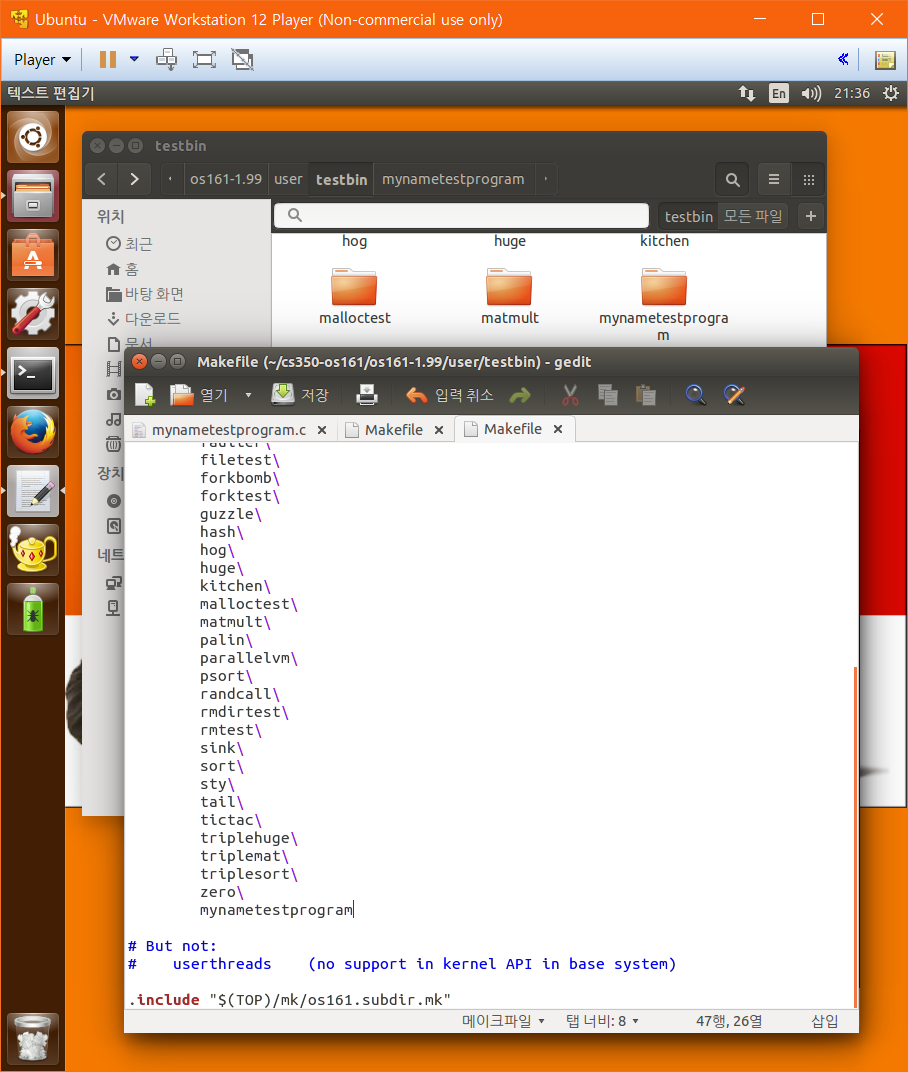 Ubuntu - VMware Workstation 12 Player (Non-commercial use only)
Player
텍스트 편집기
En
21:36
testbin
os161-1.99 user testbin mynametestprogram
위치
testbin 모든 파일
최근
hog huge kitchen
홈
바탕 화면
다운로드
malloctest matmult mynametestprogra
m
문서
장치
네트
Makefile (~/cs350-os161/os161-1.99/user/testbin) - gedit
열기 저장 입력 취소
mynametestprogram.c Makefile Makefile
filetest\
forkbomb\
forktest\
guzzle\
hash\
hog\
huge\
kitchen\
malloctest\
matmult\
palin\
parallelvm\
psort\
randcall\
rmdirtest\
rmtest\
sink\
sort\
sty\
tail\
tictac\
triplehuge\
triplemat\
triplesort\
zero\
mynametestprogram
# But not:
#    userthreads    (no support in kernel API in base system)
.include "$(TOP)/mk/os161.subdir.mk"
메이크파일 탭 너비: 8 47행, 26열 삽입